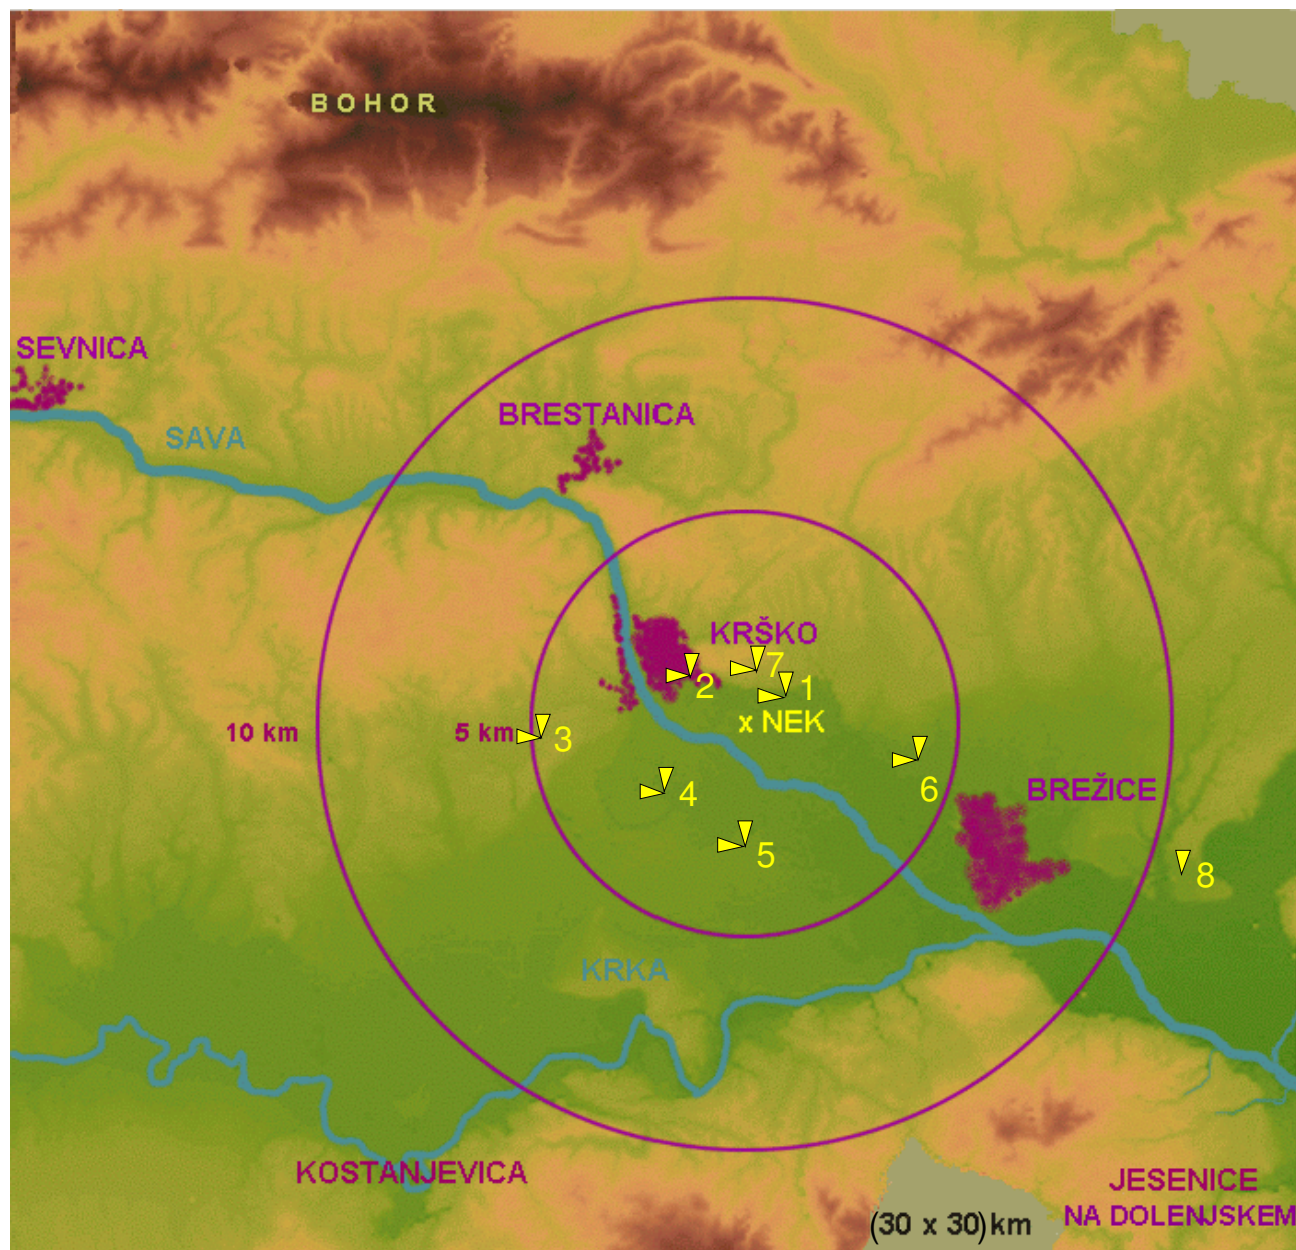 BOHOR
SEVNICA
BRESTANICA
SAVA
KRŠKO
7
2
1
x NEK
10 km
5 km
3
6
4
BREŽICE
5
8
KRKA
KOSTANJEVICA
JESENICE
NA DOLENJSKEM
(30 x 30)km